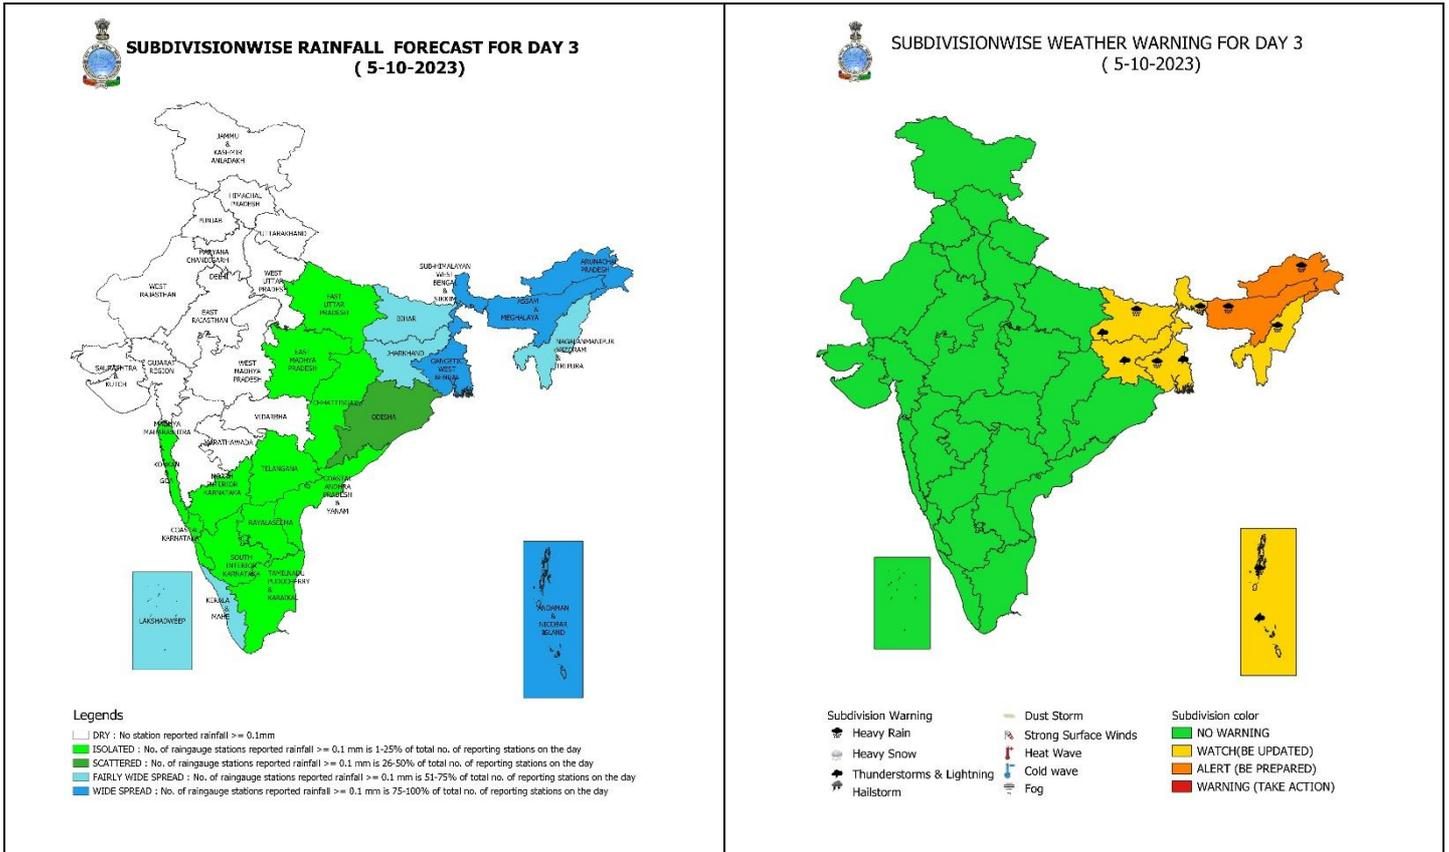 SUBDIVISIONWISE RAINFALL FORECAST FOR DAY 3
( 5-10-2023)
JAMMU
&
KASHMIR
ANLADAKH
HIMACHAL
PRADESH
PUNJAB
UTTARAKHAND
HARYANA
CHANDIGARH
DELHI
WEST
UTTAR
PRADESH
WEST
RAJASTHAN
EAST
RAJASTHAN
EAST
UTTAR
PRADESH
SUB-HIMALAYAN
WEST
BENGAL
&
SIKKIM
ARUNACHAL
PRADESH
ASSAM
&
MEGHALAYA
BIHAR
JHARKHAND
GANGETIC
WEST
BENGAL
&
TRIPURA
SAURASHTRA
&
KUTCH
GUJARAT
REGION
WEST
MADHYA
PRADESH
EAST
MADHYA
PRADESH
CHHATTISGARH
ODISHA
VIDARBHA
MADHYA
MAHARASHTRA
MARATHAWADA
KONKAN
&
GOA
TELANGANA
NORTH
INTERIOR
KARNATAKA
COASTAL
ANDHRA
PRADESH
&
YANAM
RAYALASEEMA
COASTAL
KARNATAKA
SOUTH
INTERIOR
KARNATAKA
TAMILNADU
PUDUCHERRY
&
KARAIKAL
KERALA
&
MAHE
LAKSHADWEEP
ANDAMAN
&
NICOBAR
ISLAND
Legends
DRY : No station reported rainfall >= 0.1mm
ISOLATED : No. of raingauge stations reported rainfall >= 0.1 mm is 1-25% of total no. of reporting stations on the day
SCATTERED : No. of raingauge stations reported rainfall >= 0.1 mm is 26-50% of total no. of reporting stations on the day
FAIRLY WIDE SPREAD : No. of raingauge stations reported rainfall >= 0.1 mm is 51-75% of total no. of reporting stations on the day
WIDE SPREAD : No. of raingauge stations reported rainfall >= 0.1 mm is 75-100% of total no. of reporting stations on the day
SUBDIVISIONWISE WEATHER WARNING FOR DAY 3
( 5-10-2023)
Subdivision Warning
Heavy Rain
Heavy Snow
Thunderstorms & Lightning
Hailstorm
Dust Storm
Strong Surface Winds
Heat Wave
Cold wave
Fog
Subdivision color
NO WARNING
WATCH(BE UPDATED)
ALERT (BE PREPARED)
WARNING (TAKE ACTION)